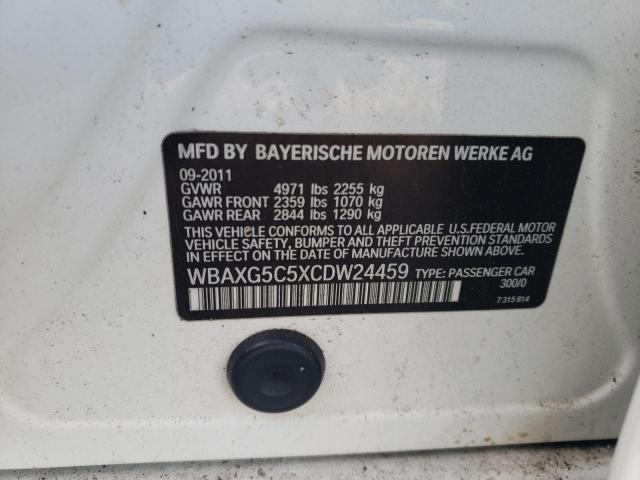 MFD BY BAYERISCHE MOTOREN WERKE AG
09-2011
GVWR 4971 lbs 2255 kg
GAWR FRONT 2359 lbs 1070 kg
GAWR REAR 2844 lbs 1290 kg
THIS VEHICLE CONFORMS TO ALL APPLICABLE U.S.FEDERAL MOTOR
VEHICLE SAFETY, BUMPER AND THEFT PREVENTION STANDARDS
IN EFFECT ON THE DATE OF MANUFACTURE SHOWN ABOVE.
WBAXG5C5XCDW24459 TYPE: PASSENGER CAR
300/0
7 315 814